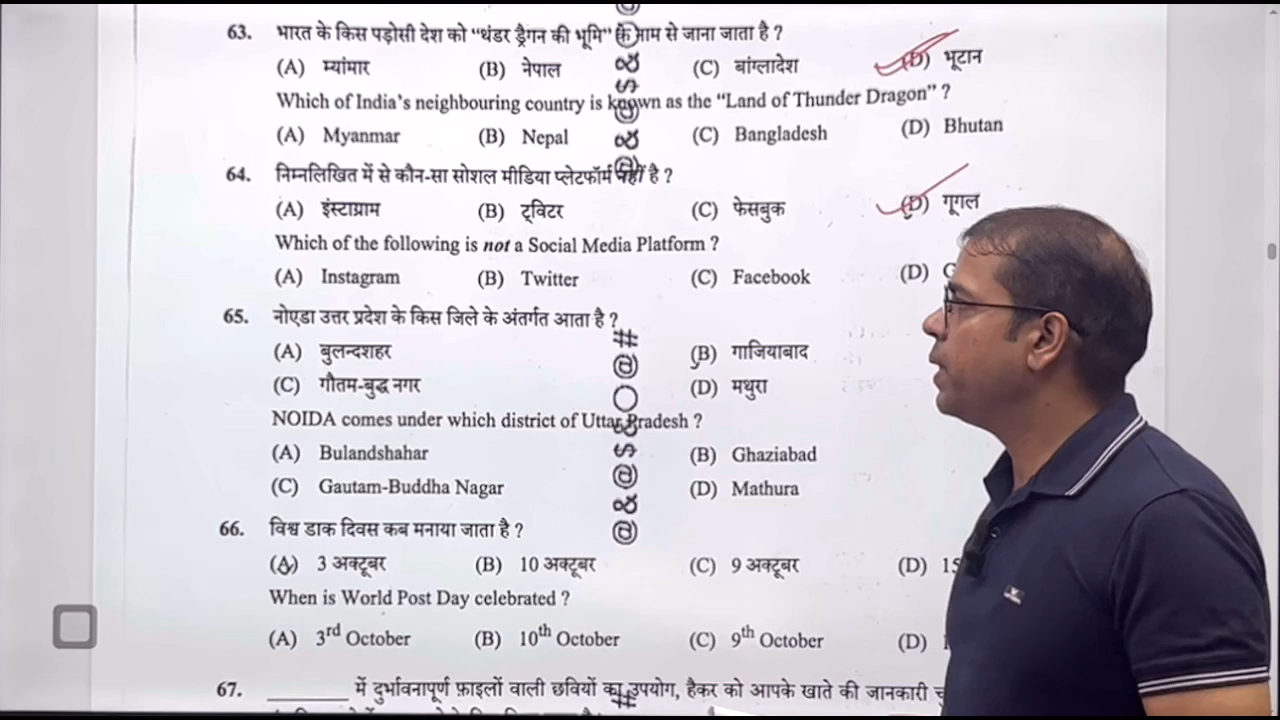 63. भारत के किस पड़ोसी देश को “थंडर ड्रैगन की भूमि” के नाम से जाना जाता है ?
(A) म्यांमार (B) नेपाल (C) बांग्लादेश (D) भूटान
Which of India’s neighbouring country is known as the “Land of Thunder Dragon” ?
(A) Myanmar (B) Nepal (C) Bangladesh (D) Bhutan
64. निम्नलिखित में से कौन-सा सोशल मीडिया प्लेटफॉर्म नहीं है ?
(A) इंस्टाग्राम (B) ट्विटर (C) फेसबुक (D) गूगल
Which of the following is not a Social Media Platform ?
(A) Instagram (B) Twitter (C) Facebook (D) G
65. नोएडा उत्तर प्रदेश के किस जिले के अंतर्गत आता है ?
(A) बुलन्दशहर (B) गाजियाबाद
(C) गौतम-बुद्ध नगर (D) मथुरा
NOIDA comes under which district of Uttar Pradesh ?
(A) Bulandshahar (B) Ghaziabad
(C) Gautam-Buddha Nagar (D) Mathura
66. विश्व डाक दिवस कब मनाया जाता है ?
(A) 3 अक्टूबर (B) 10 अक्टूबर (C) 9 अक्टूबर (D) 15
When is World Post Day celebrated ?
(A) 3rd October (B) 10th October (C) 9th October (D) 1
67. ________ में दुर्भावनापूर्ण फ़ाइलों वाली छवियों का उपयोग, हैकर को आपके खाते की जानकारी